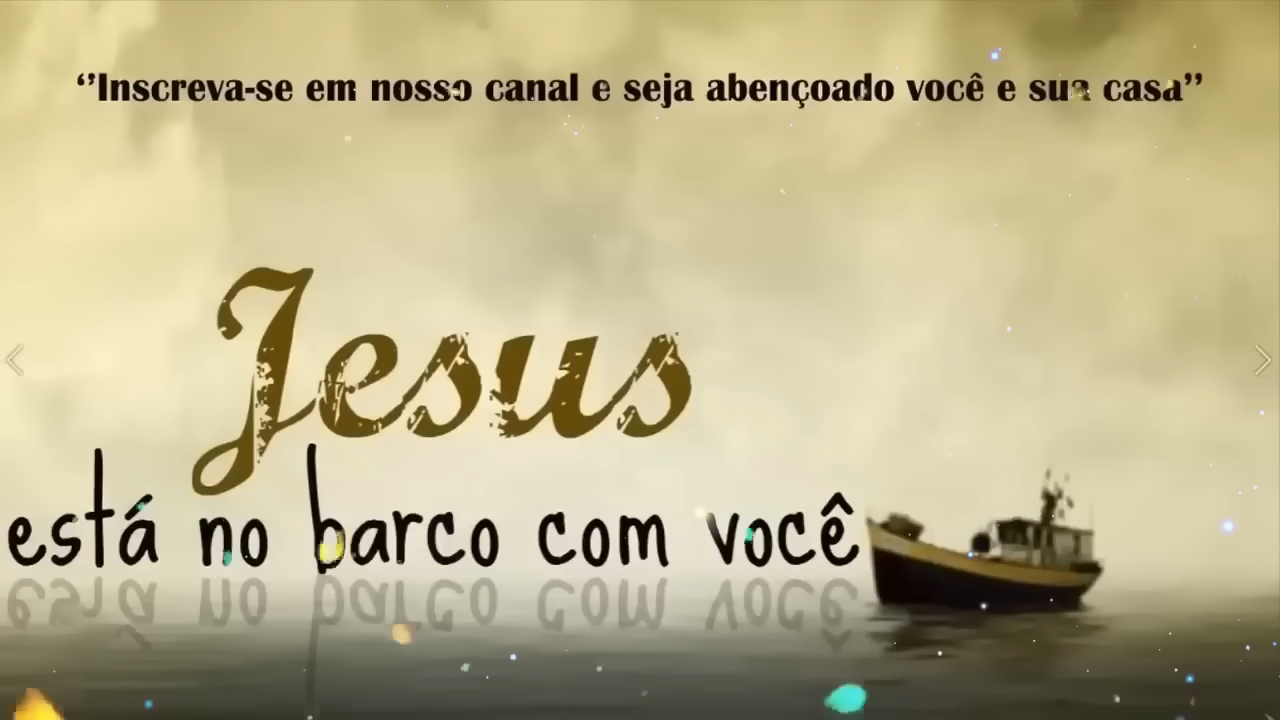 ‘’Inscreva-se em nosso canal e seja abençoado você e sua casa’’
Jesus
está no barco com você